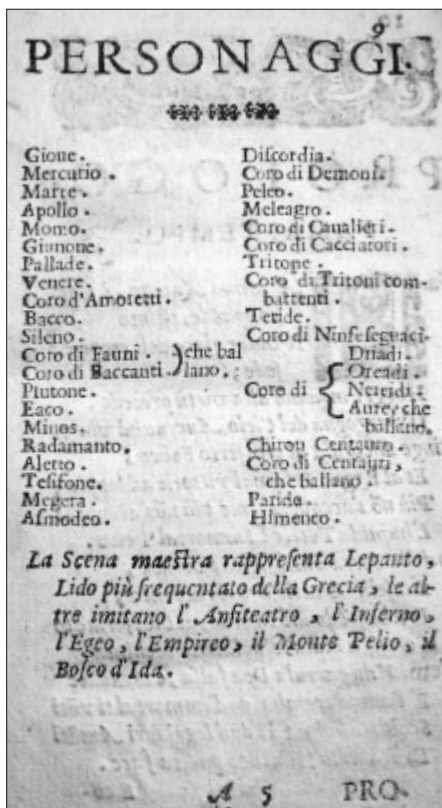 9
PERSONAGGI.
Gioue.
Mercurio.
Marte.
Apollo.
Momo.
Giunone.
Pallade.
Venere.
Coro d'Amoretti.
Bacco.
Sileno.
Coro di Fauni. } che bal
Coro di Baccanti } lano.
Plutone.
Eaco.
Minos.
Radamanto.
Aletto.
Tesifone.
Megera.
Asmodeo.
Discordia.
Coro di Demoni.
Peleo.
Meleagro.
Coro di Caualieri.
Coro di Cacciatori.
Tritone.
Coro di Tritoni com-
battenti.
Tetide.
Coro di Ninfe seguaci.
Driadi.
Coro di { Oreadi.
Nereidi.
Aure, che
ballano.
Chiron Centauro.
Coro di Centauri,
che ballano
Paride.
Himeneo.
La Scena maestra rappresenta Lepanto,
Lido più frequentato della Grecia, le al-
tre imitano l'Anfiteatro, l'Inferno,
l'Egeo, l'Empireo, il Monte Pelio, il
Bosco d'Ida.
A 5 PRO-